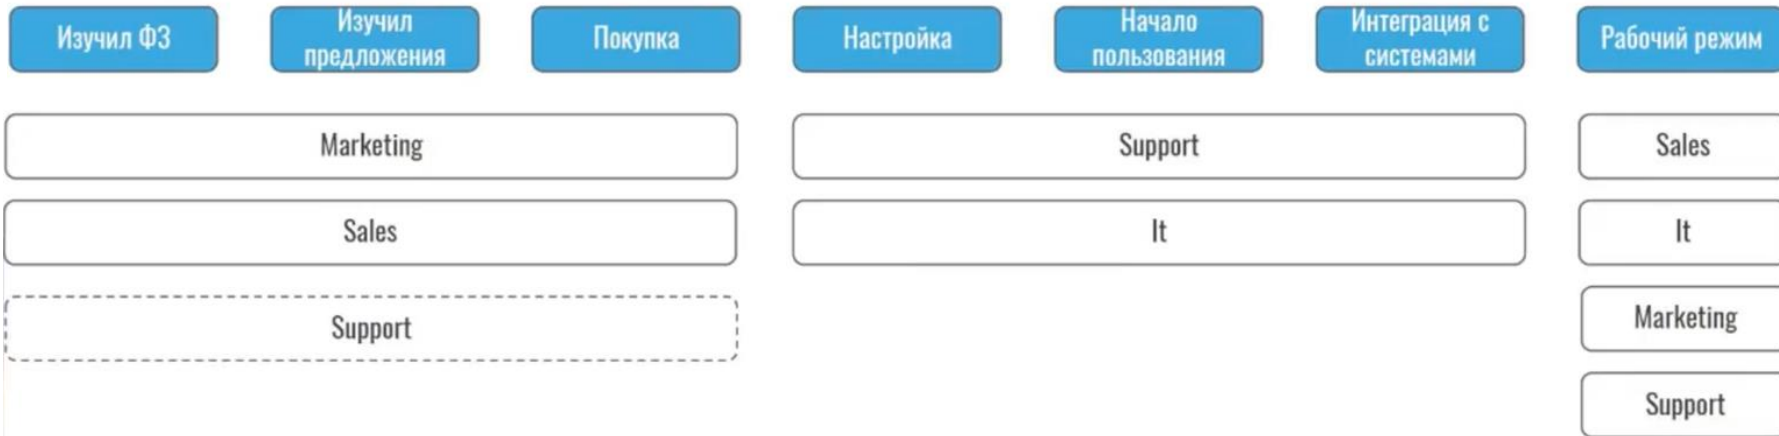 Изучил ФЗ
Изучил
предложения
Покупка
Настройка
Начало
пользования
Интеграция с
системами
Рабочий режим
Marketing
Support
Sales
Sales
It
It
Support
Marketing
Support